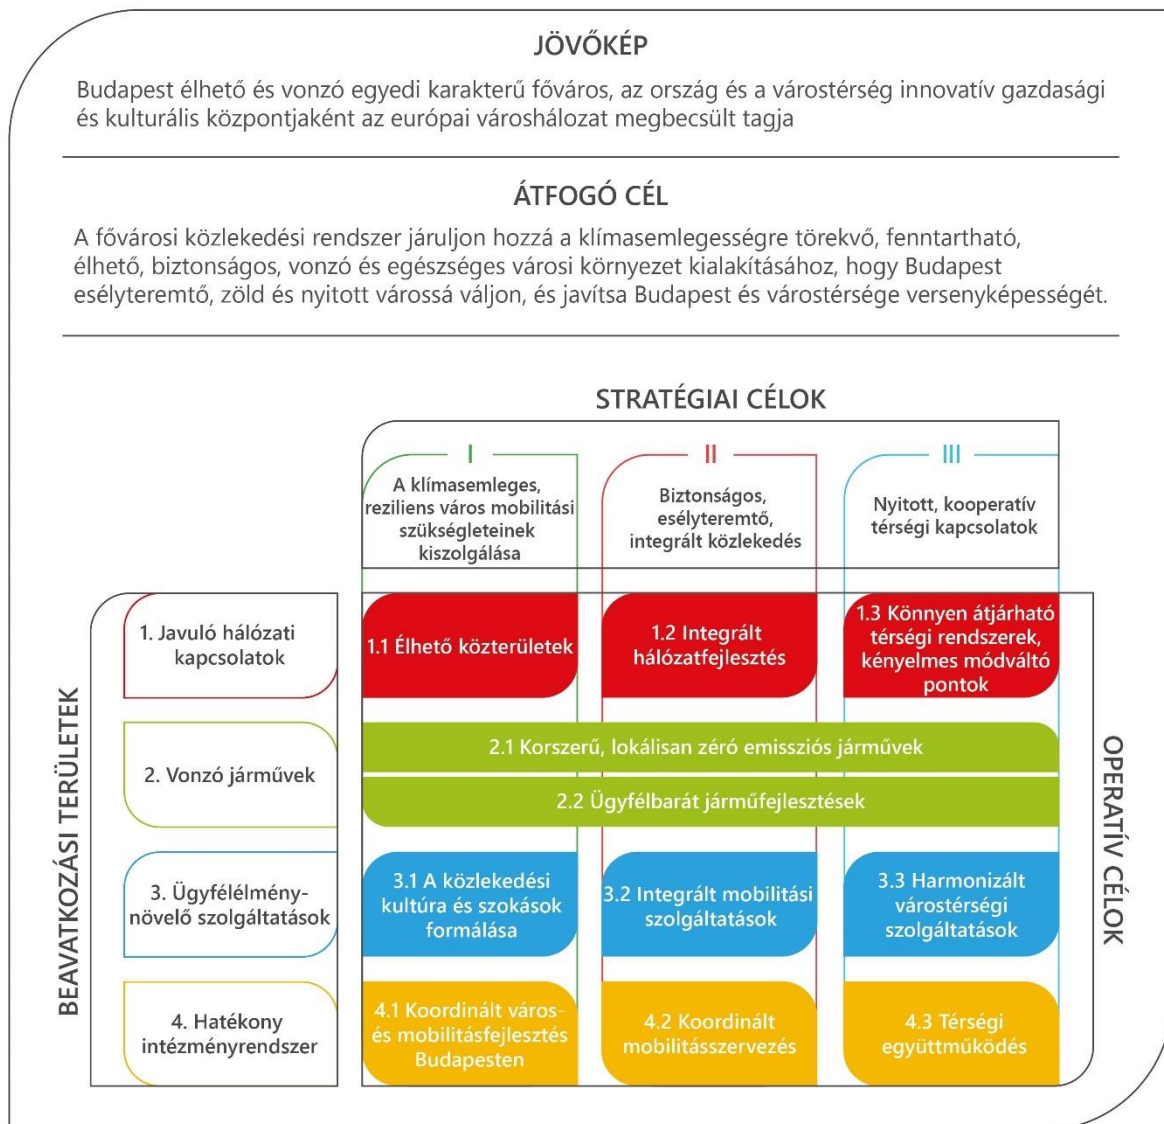 JÖVŐKÉP
Budapest élhető és vonzó egyedi karakterű főváros, az ország és a várostérség innovatív gazdasági
és kulturális központjaként az európai városhálózat megbecsült tagja
ÁTFOGÓ CÉL
A fővárosi közlekedési rendszer járuljon hozzá a klímasemlegességre törekvő, fenntartható,
élhető, biztonságos, vonzó és egészséges városi környezet kialakításához, hogy Budapest
esélyteremtő, zöld és nyitott várossá váljon, és javítsa Budapest és várostérsége versenyképességét.
STRATÉGIAI CÉLOK
I
A klímasemleges,
reziliens város mobilitási
szükségleteinek
kiszolgálása
II
Biztonságos,
esélyteremtő,
integrált közlekedés
III
Nyitott, kooperatív
térségi kapcsolatok
BEAVATKOZÁSI TERÜLETEK
1. Javuló hálózati
kapcsolatok
1.1 Élhető közterületek
1.2 Integrált
hálózatfejlesztés
1.3 Könnyen átjárható
térségi rendszerek,
kényelmes módváltó
pontok
2. Vonzó járművek
2.1 Korszerű, lokálisan zéró emissziós járművek
2.2 Ügyfélbarát járműfejlesztések
3. Ügyfélélmény-
növelő szolgáltatások
3.1 A közlekedési
kultúra és szokások
formálása
3.2 Integrált mobilitási
szolgáltatások
3.3 Harmonizált
várostérségi
szolgáltatások
4. Hatékony
intézményrendszer
4.1 Koordinált város-
és mobilitásfejlesztés
Budapesten
4.2 Koordinált
mobilitásszervezés
4.3 Térségi
együttműködés
OPERATÍV CÉLOK